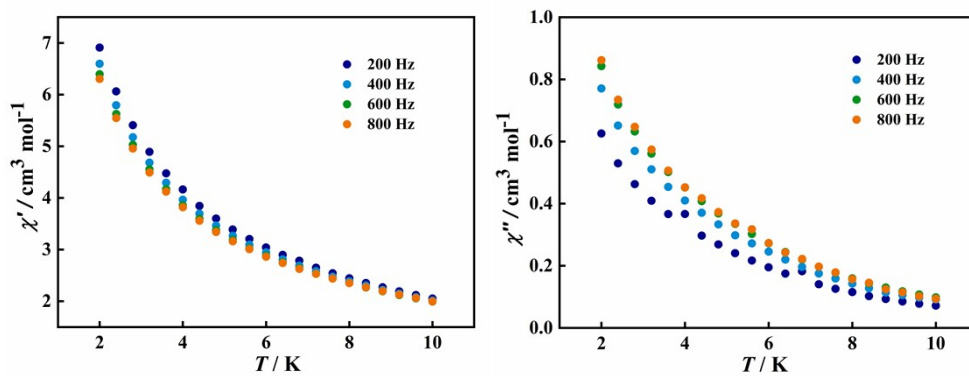 χ′ / cm³ mol⁻¹
7
6
5
4
3
2
200 Hz
400 Hz
600 Hz
800 Hz
2 4 6 8 10
T / K
χ″ / cm³ mol⁻¹
1.0
0.8
0.6
0.4
0.2
0.0
200 Hz
400 Hz
600 Hz
800 Hz
2 4 6 8 10
T / K